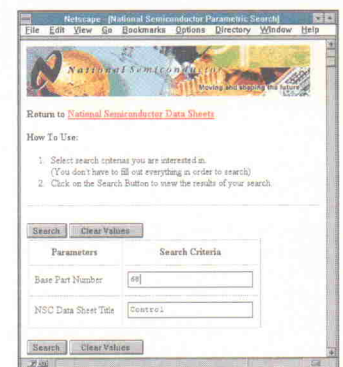 Netscape - [National Semiconductor Parametric Search]
File Edit View Go Bookmarks Options Directory Window Help
National Semiconductor
Moving and shaping the future
Return to National Semiconductor Data Sheets
How To Use:
1. Select search criterias you are interested in.
(You don't have to fill out everything in order to search)
2. Click on the Search Button to view the results of your search.
Search Clear Values
Parameters Search Criteria
Base Part Number 68
NSC Data Sheet Title Control
Search Clear Values